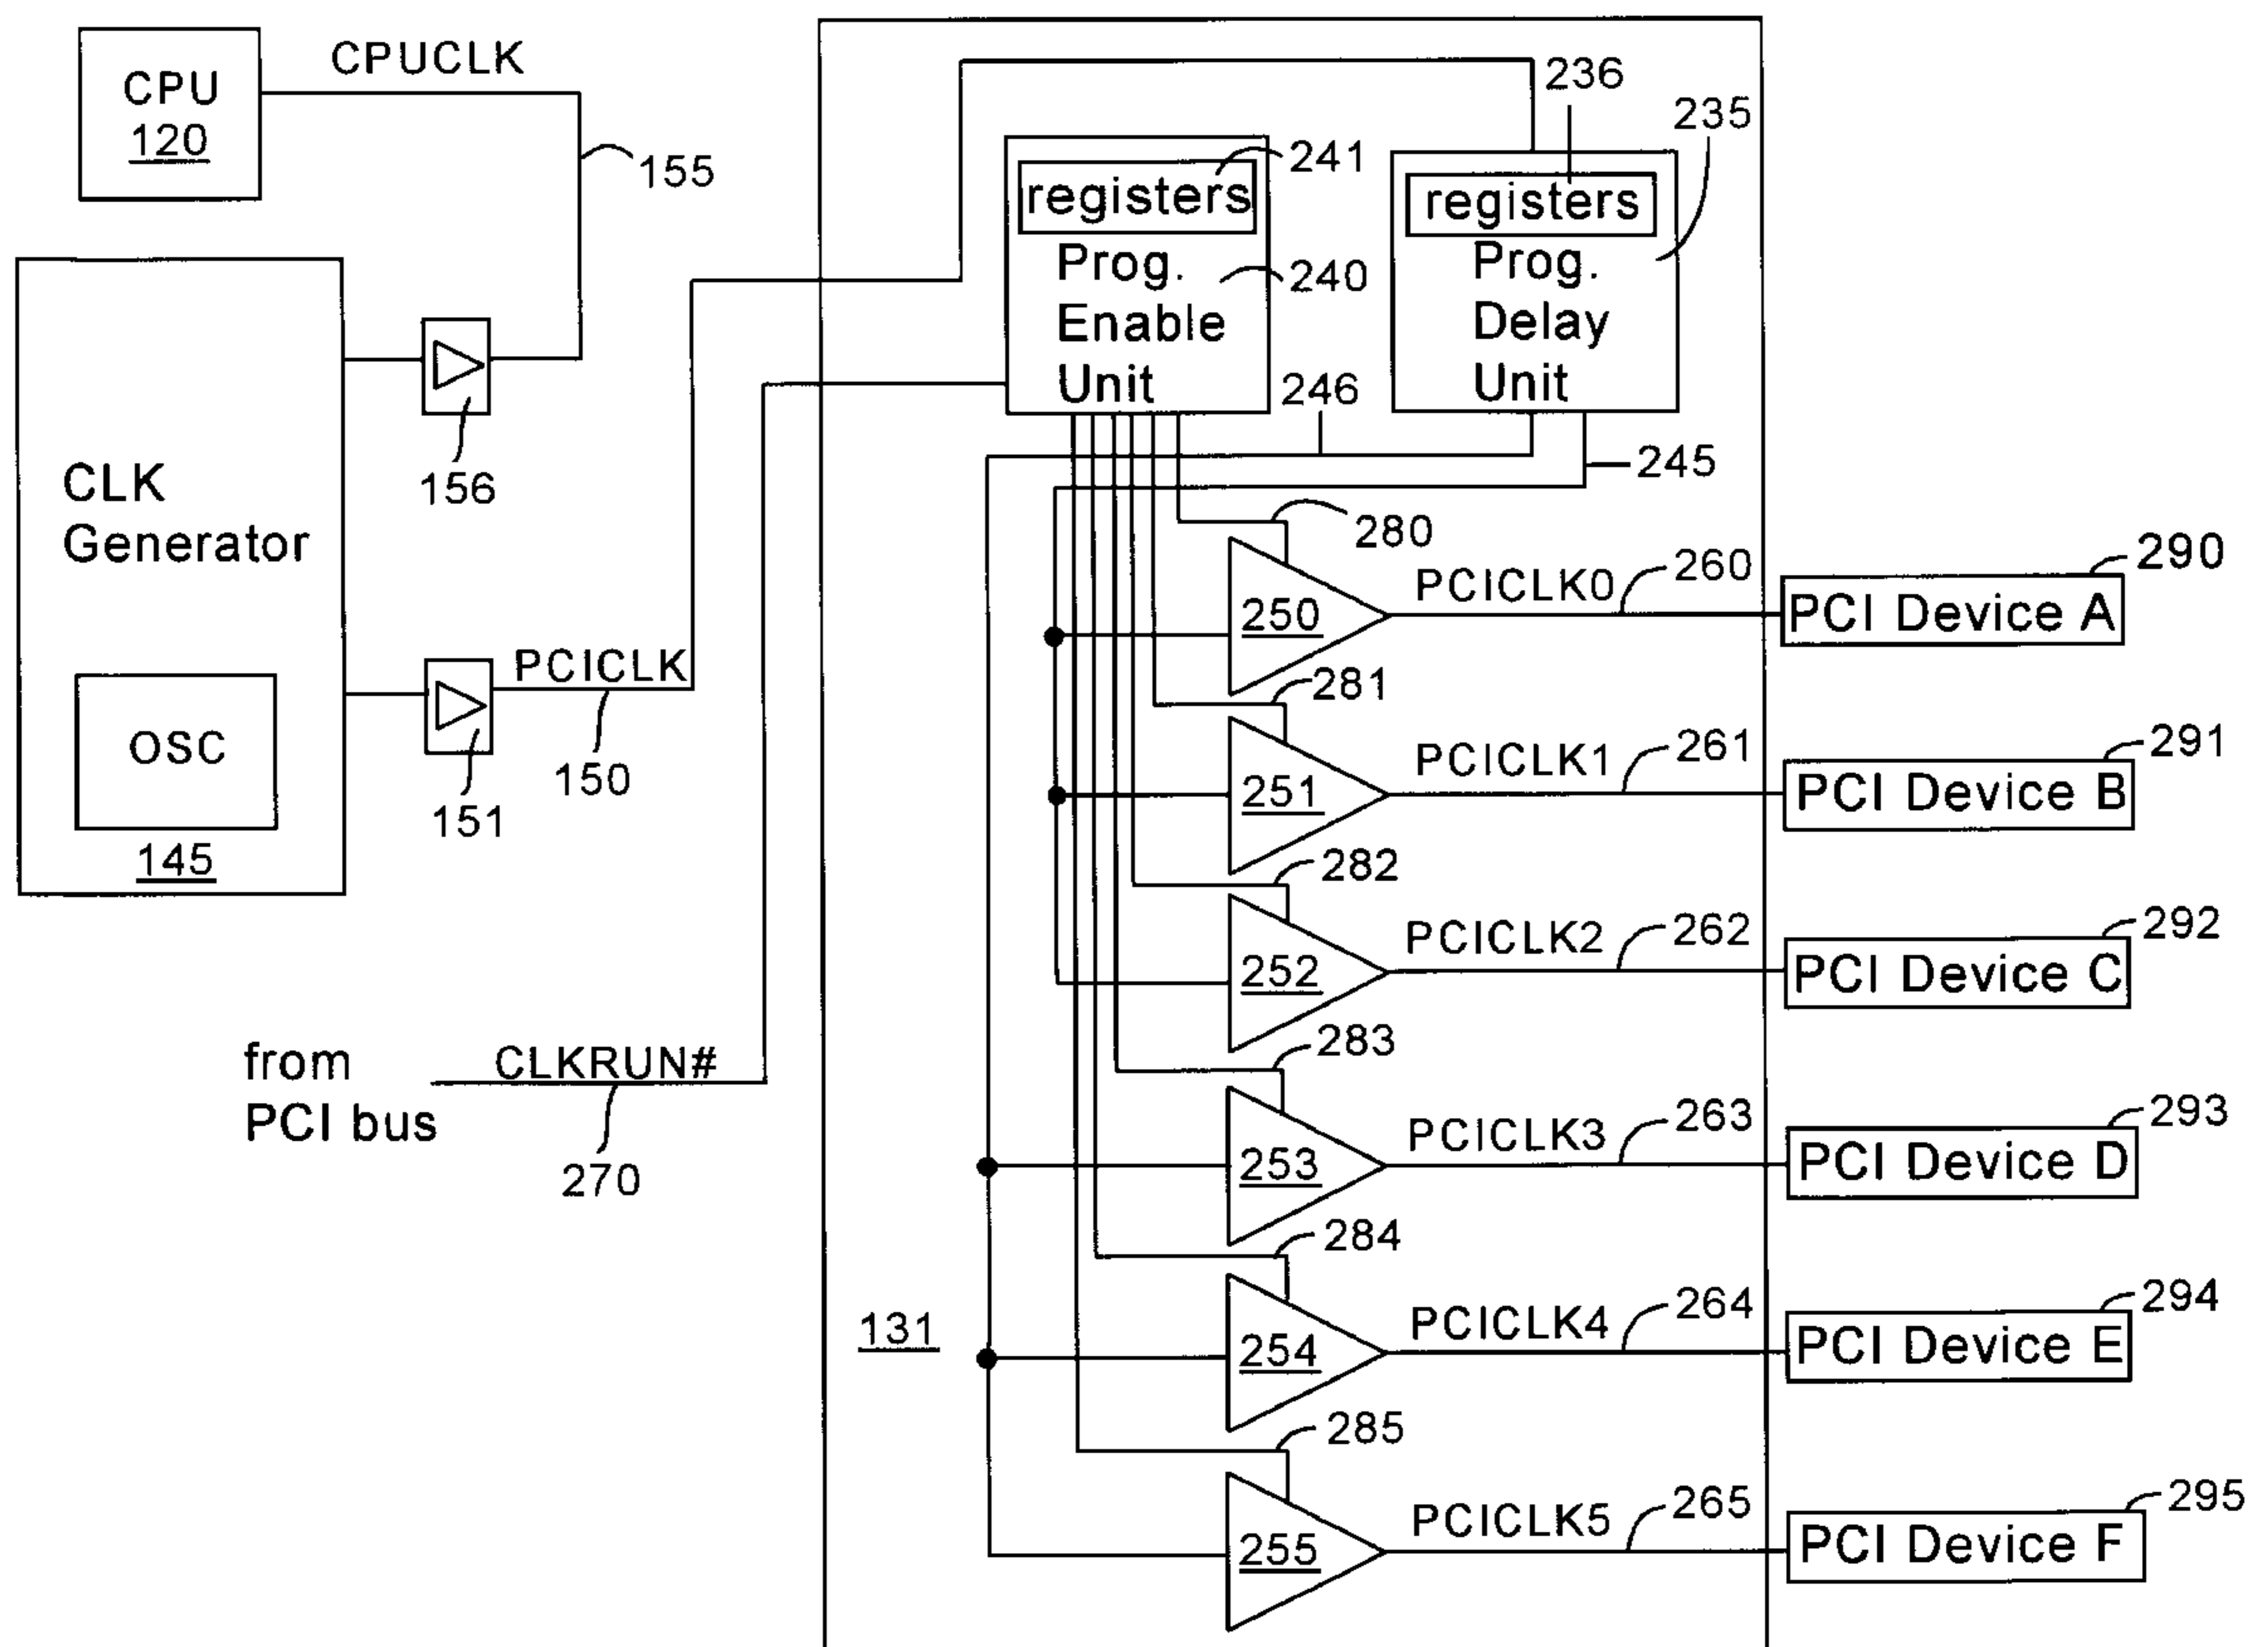 CPU
120
CPUCLK
155
CLK
Generator
OSC
145
156
PCICLK
150
151
from
PCI bus
CLKRUN#
270
131
registers
241
Prog.
Enable
Unit
240
registers
236
235
Prog.
Delay
Unit
246
245
280
250
PCICLK0
260
PCI Device A
290
281
251
PCICLK1
261
PCI Device B
291
282
252
PCICLK2
262
PCI Device C
292
283
253
PCICLK3
263
PCI Device D
293
284
254
PCICLK4
264
PCI Device E
294
285
255
PCICLK5
265
PCI Device F
295